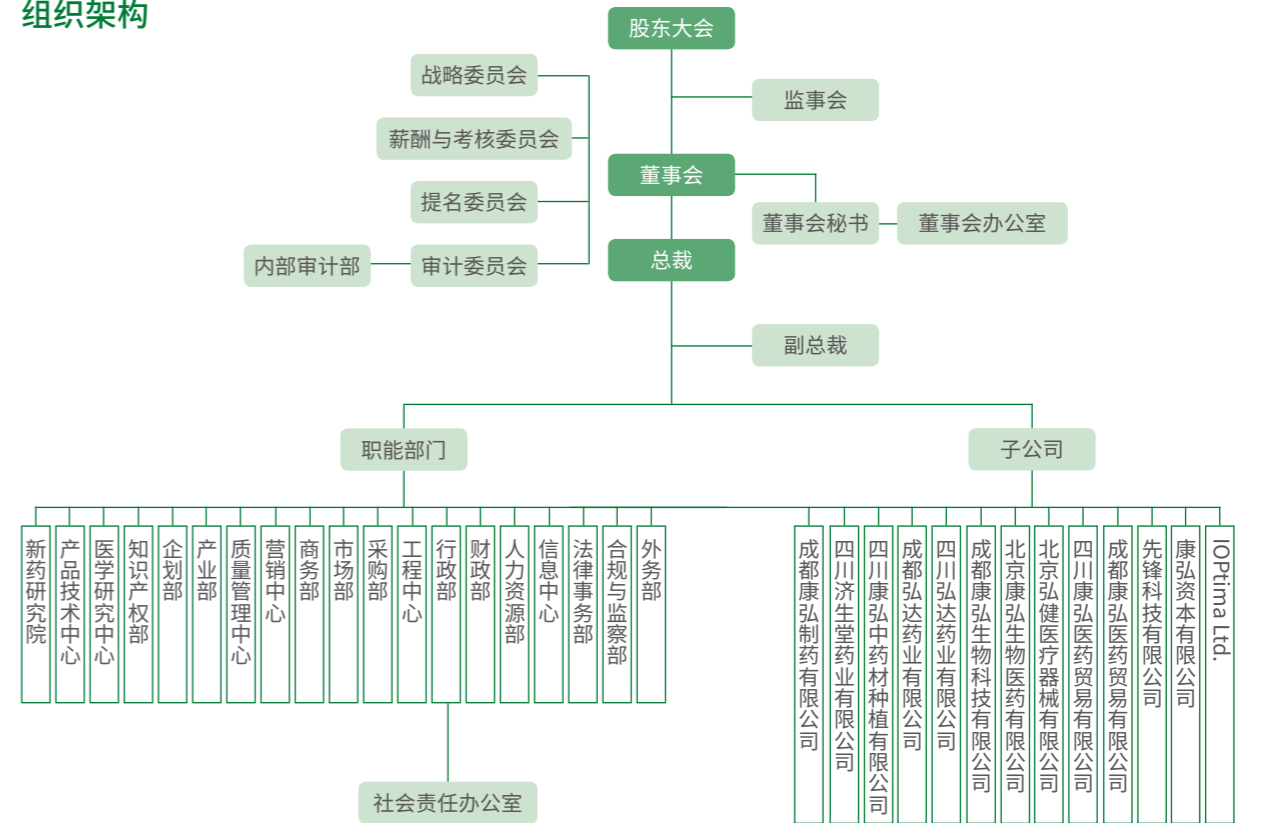 组织架构
股东大会
战略委员会
监事会
薪酬与考核委员会
董事会
提名委员会
董事会秘书
董事会办公室
内部审计部
审计委员会
总裁
副总裁
职能部门
子公司
新药研究院
产品技术中心
医学研究中心
知识产权部
企划部
产业部
质量管理中心
营销中心
商务部
市场部
采购部
工程中心
行政部
财政部
人力资源部
信息中心
法律事务部
合规与监察部
外务部
成都康弘制药有限公司
四川济生堂药业有限公司
四川康弘中药材种植有限公司
成都弘达药业有限公司
四川弘达药业有限公司
成都康弘生物科技有限公司
北京康弘生物医药有限公司
北京弘健医疗器械有限公司
四川康弘医药贸易有限公司
成都康弘医药贸易有限公司
先锋科技有限公司
康弘资本有限公司
IOPtima Ltd.
社会责任办公室